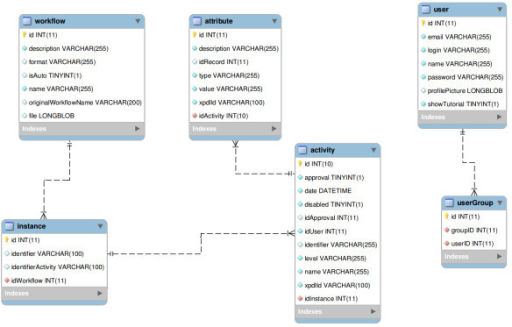 workflow
id INT(11)
description VARCHAR(255)
format VARCHAR(255)
isAuto TINYINT(1)
name VARCHAR(255)
originalWorkflowName VARCHAR(200)
file LONGBLOB
Indexes
attribute
id INT(11)
description VARCHAR(255)
idRecord INT(11)
type VARCHAR(255)
value VARCHAR(255)
xpdlId VARCHAR(100)
idActivity INT(10)
Indexes
user
id INT(11)
email VARCHAR(255)
login VARCHAR(255)
name VARCHAR(255)
password VARCHAR(255)
profilePicture LONGBLOB
showTutorial TINYINT(1)
Indexes
activity
id INT(10)
approval TINYINT(1)
date DATETIME
disabled TINYINT(1)
idApproval INT(11)
idUser INT(11)
identifier VARCHAR(255)
level VARCHAR(255)
name VARCHAR(255)
xpdlId VARCHAR(100)
idInstance INT(11)
Indexes
userGroup
id INT(11)
groupID INT(11)
userID INT(11)
Indexes
instance
id INT(11)
identifier VARCHAR(100)
identifierActivity VARCHAR(100)
idWorkflow INT(11)
Indexes